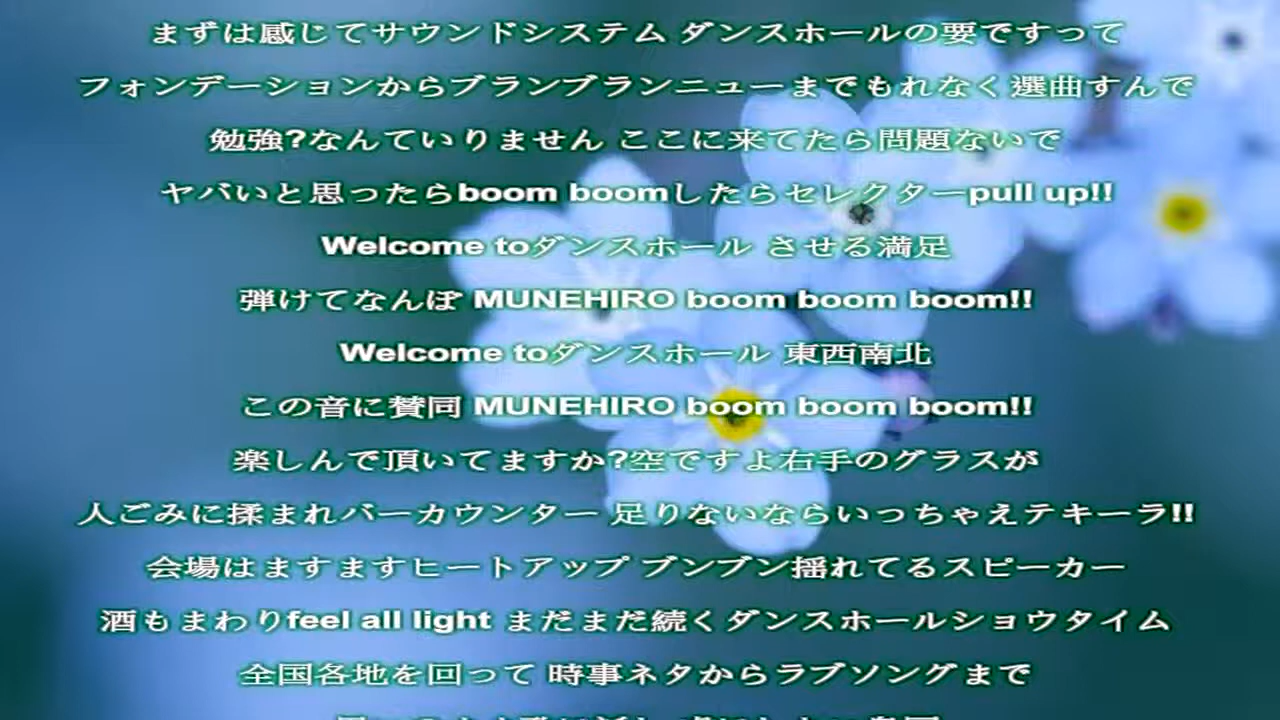 まずは感じてサウンドシステム ダンスホールの要ですって
フォンデーションからブランブランニューまでもれなく選曲すんで
勉強?なんていりません ここに来てたら問題ないで
ヤバいと思ったらboom boomしたらセレクターpull up!!
Welcome toダンスホール させる満足
弾けてなんぼ MUNEHIRO boom boom boom!!
Welcome toダンスホール 東西南北
この音に賛同 MUNEHIRO boom boom boom!!
楽しんで頂いてますか?空ですよ右手のグラスが
人ごみに揉まれバーカウンター 足りないならいっちゃえテキーラ!!
会場はますますヒートアップ ブンブン揺れてるスピーカー
酒もまわりfeel all light まだまだ続くダンスホールショウタイム
全国各地を回って 時事ネタからラブソングまで